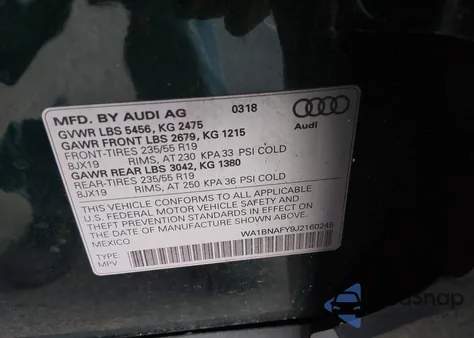 MFD. BY AUDI AG 0318
GVWR LBS 5456, KG 2475
GAWR FRONT LBS 2679, KG 1215
FRONT-TIRES 235/55 R19
8JX19 RIMS, AT 230 KPA 33 PSI COLD
GAWR REAR LBS 3042, KG 1380
REAR-TIRES 235/55 R19
8JX19 RIMS, AT 250 KPA 36 PSI COLD
Audi
THIS VEHICLE CONFORMS TO ALL APPLICABLE
U.S. FEDERAL MOTOR VEHICLE SAFETY AND
THEFT PREVENTION STANDARDS IN EFFECT ON
THE DATE OF MANUFACTURE SHOWN ABOVE.
MEXICO WA1BNAFY9J2160245
TYPE:
MPV